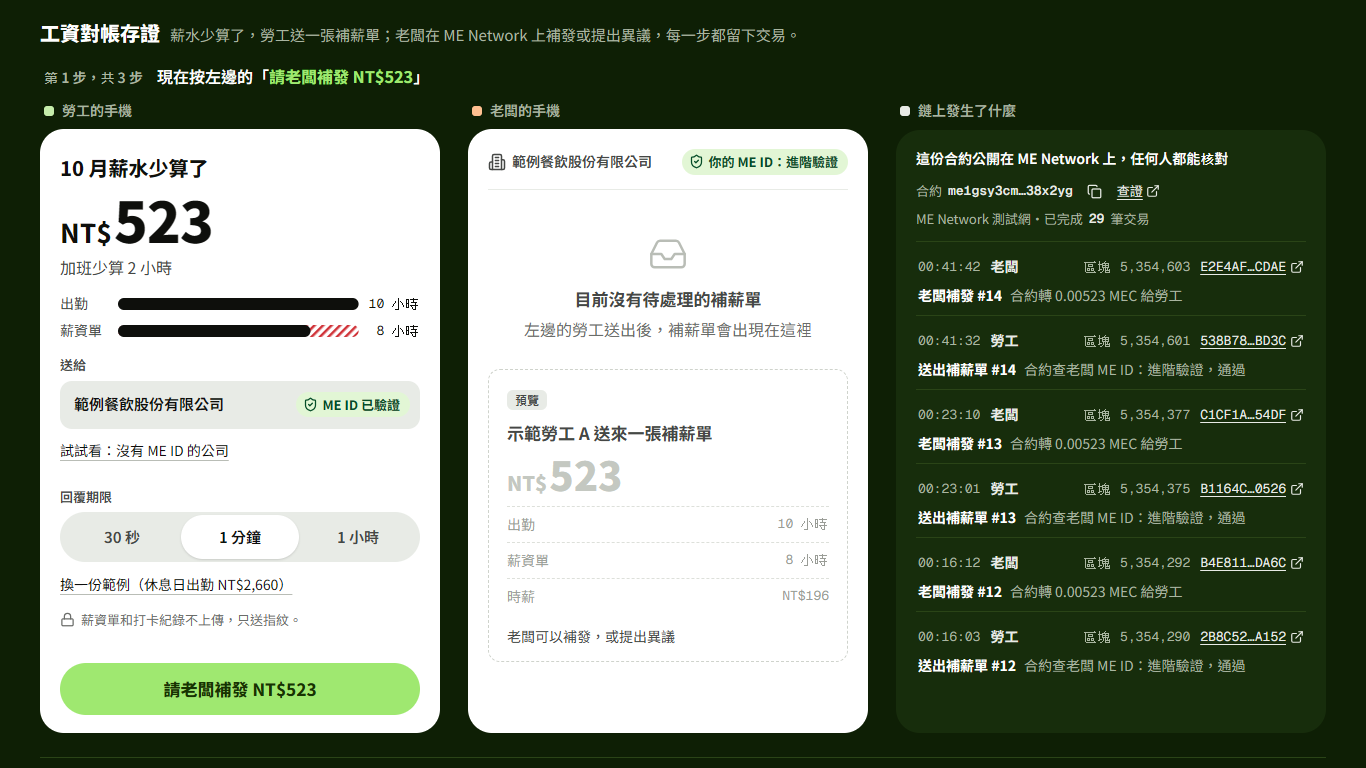 工資對帳存證 薪水少算了，勞工送一張補薪單；老闆在 ME Network 上補發或提出異議，每一步都留下交易。
第 1 步，共 3 步 現在按左邊的「請老闆補發 NT$523」
勞工的手機
10 月薪水少算了
NT$523
加班少算 2 小時
出勤 10 小時
薪資單 8 小時
送給
範例餐飲股份有限公司 ME ID 已驗證
試試看：沒有 ME ID 的公司
回覆期限
30 秒 1 分鐘 1 小時
換一份範例（休息日出勤 NT$2,660）
薪資單和打卡紀錄不上傳，只送指紋。
請老闆補發 NT$523
老闆的手機
範例餐飲股份有限公司 你的 ME ID：進階驗證
目前沒有待處理的補薪單
左邊的勞工送出後，補薪單會出現在這裡
預覽
示範勞工 A 送來一張補薪單
NT$523
出勤 10 小時
薪資單 8 小時
時薪 NT$196
老闆可以補發，或提出異議
鏈上發生了什麼
這份合約公開在 ME Network 上，任何人都能核對
合約 me1gsy3cm…38x2yg 查證
ME Network 測試網・已完成 29 筆交易
00:41:42 老闆 區塊 5,354,603 E2E4AF…CDAE
老闆補發 #14 合約轉 0.00523 MEC 給勞工
00:41:32 勞工 區塊 5,354,601 538B78…BD3C
送出補薪單 #14 合約查老闆 ME ID：進階驗證，通過
00:23:10 老闆 區塊 5,354,377 C1CF1A…54DF
老闆補發 #13 合約轉 0.00523 MEC 給勞工
00:23:01 勞工 區塊 5,354,375 B1164C…0526
送出補薪單 #13 合約查老闆 ME ID：進階驗證，通過
00:16:12 老闆 區塊 5,354,292 B4E811…DA6C
老闆補發 #12 合約轉 0.00523 MEC 給勞工
00:16:03 勞工 區塊 5,354,290 2B8C52…A152
送出補薪單 #12 合約查老闆 ME ID：進階驗證，通過